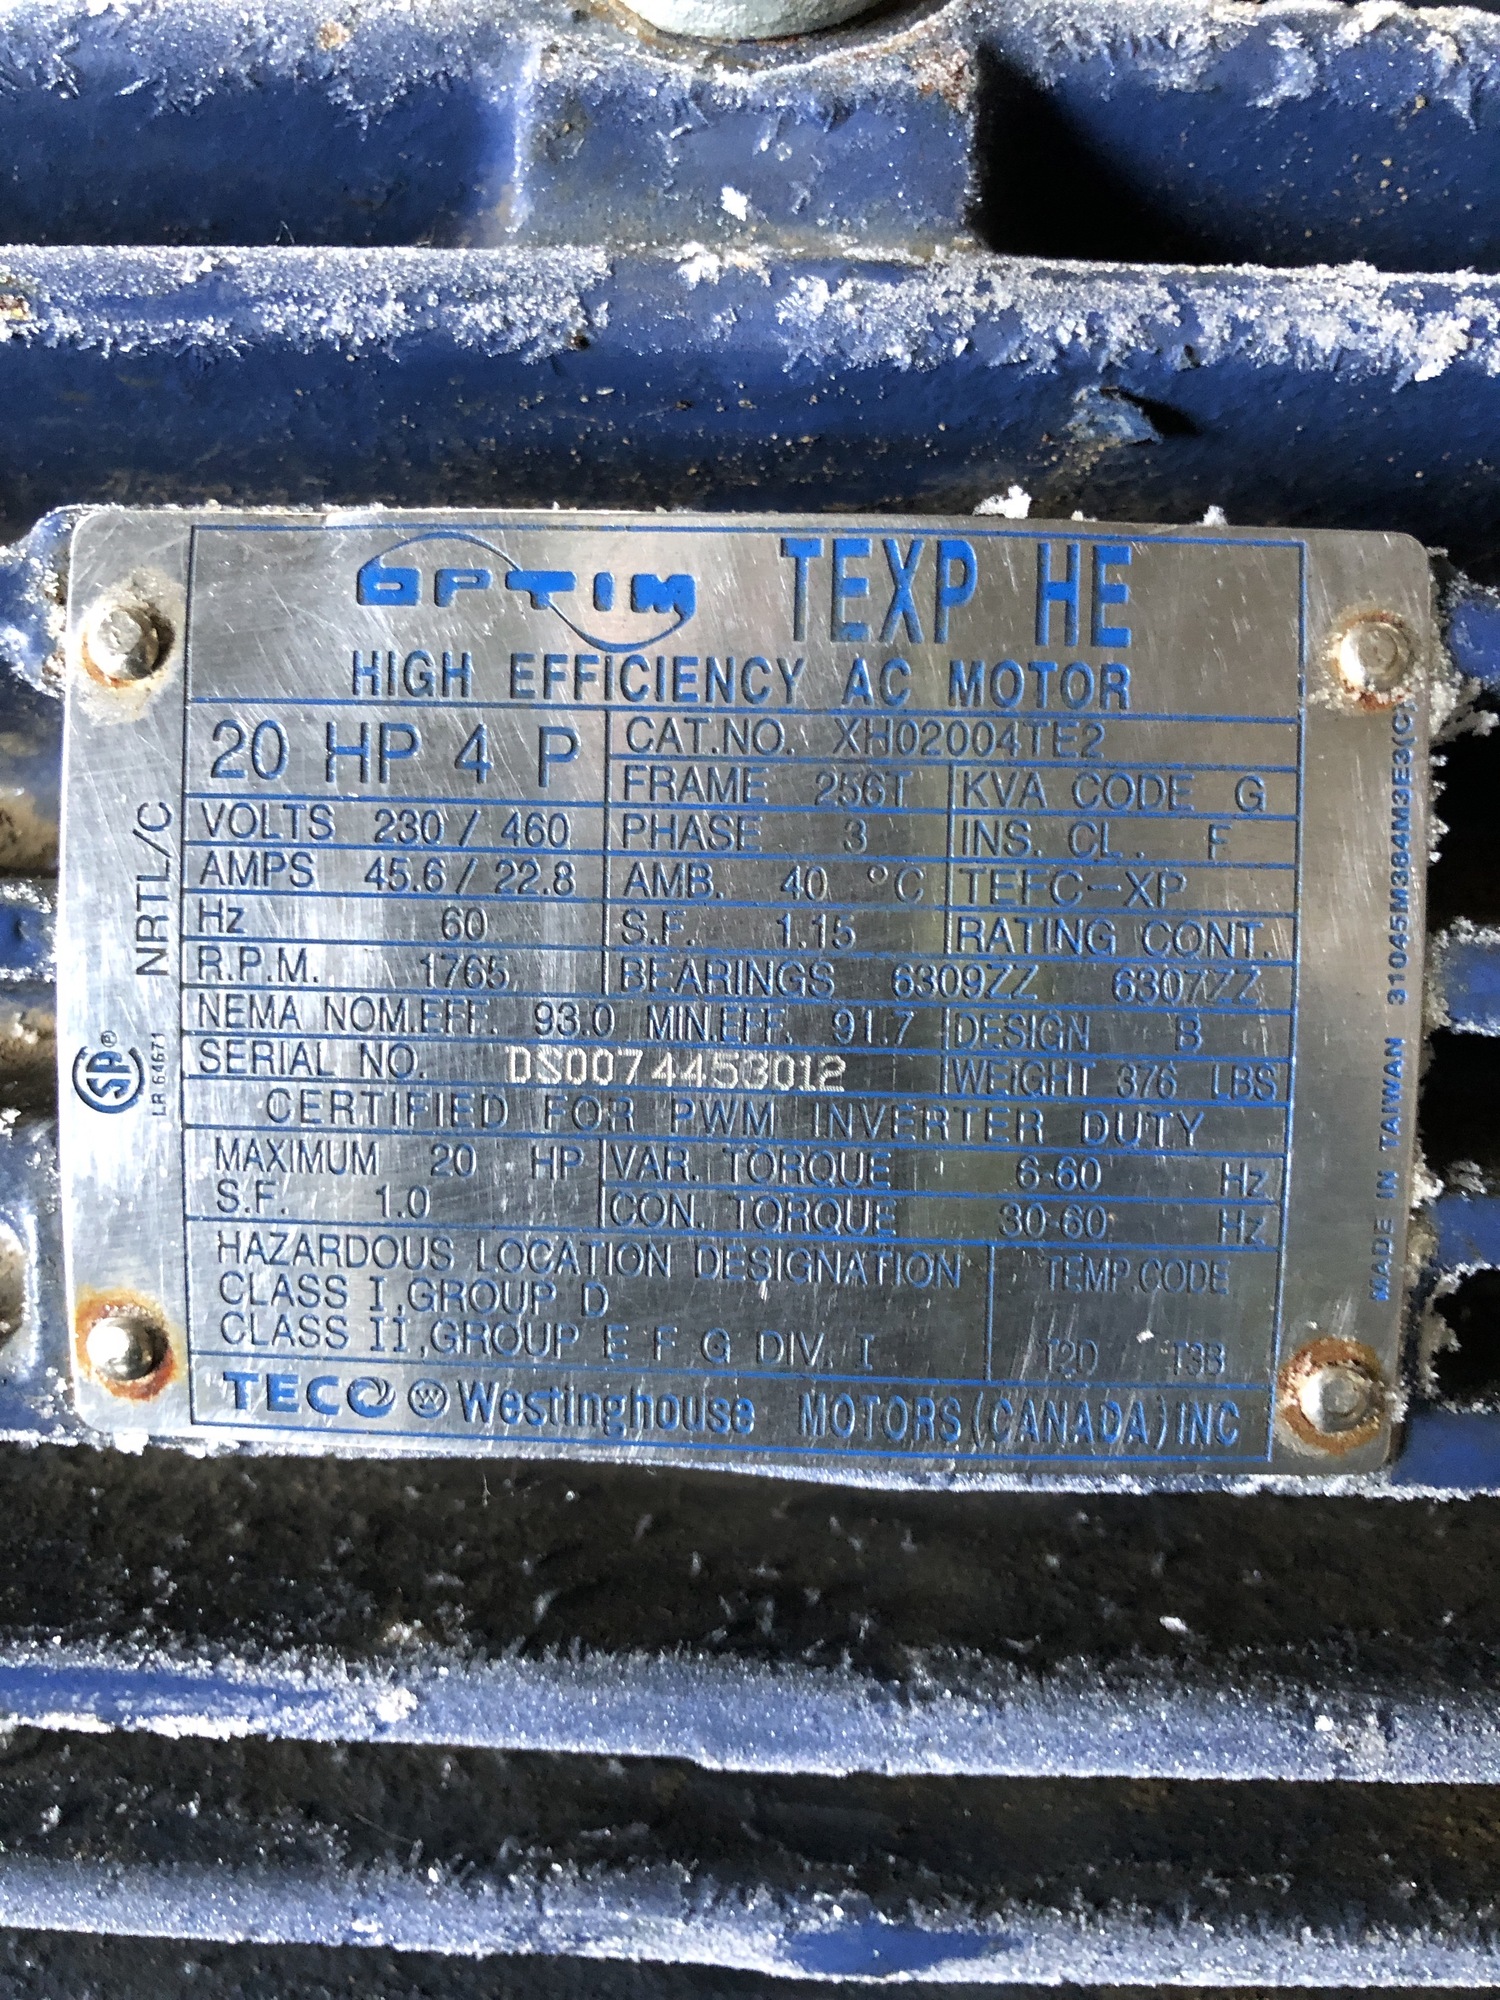 OPTIM TEXP HE
HIGH EFFICIENCY AC MOTOR
20 HP 4 P
CAT.NO. XH02004TE2
FRAME 256T KVA CODE G
VOLTS 230 / 460 PHASE 3 INS. CL. F
AMPS 45.6 / 22.8 AMB. 40 °C TEFC-XP
Hz 60 S.F. 1.15 RATING CONT.
R.P.M. 1765 BEARINGS 6309ZZ 6307ZZ
NEMA NOM.EFF. 93.0 MIN.EFF. 91.7 DESIGN B
SERIAL NO. DS0074453012 WEIGHT 376 LBS
CERTIFIED FOR PWM INVERTER DUTY
MAXIMUM 20 HP VAR. TORQUE 6-60 Hz
S.F. 1.0 CON. TORQUE 30-60 Hz
HAZARDOUS LOCATION DESIGNATION TEMP.CODE
CLASS I,GROUP D
CLASS II,GROUP E F G DIV. I T2D T3B
TECO W Westinghouse MOTORS(CANADA)INC
NRTL/C
SP®
LR 64671
MADE IN TAIWAN 31045M364M3E3(C)